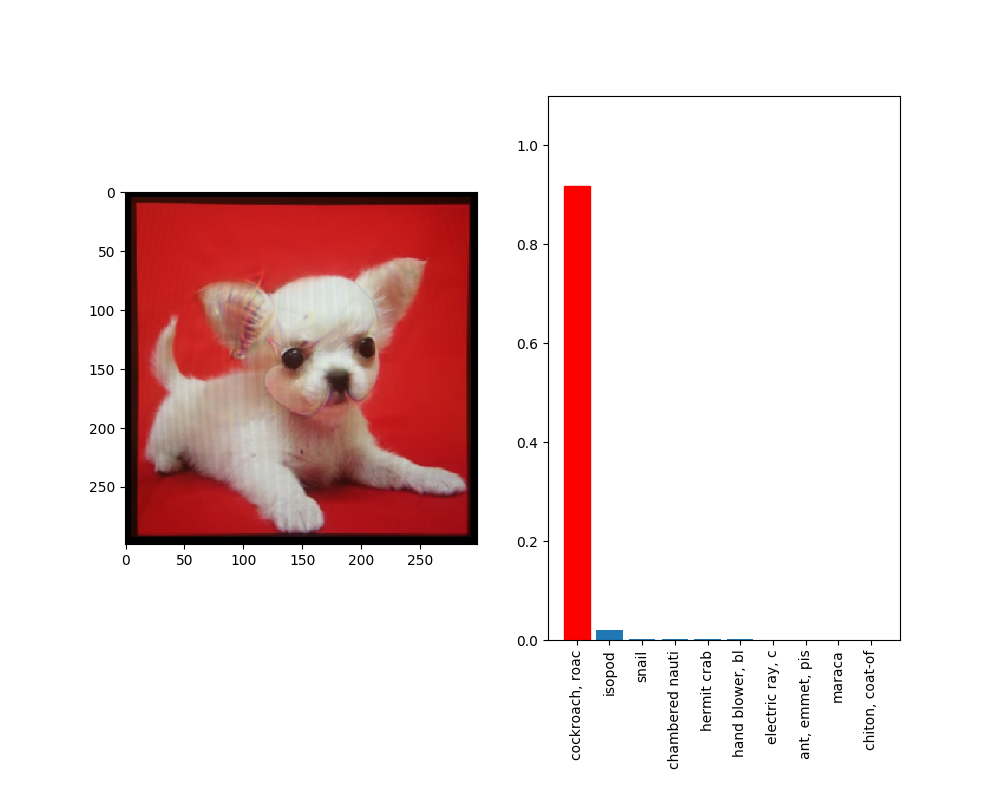 0
50
100
150
200
250
0 50 100 150 200 250
1.0
0.8
0.6
0.4
0.2
0.0
cockroach, roac
isopod
snail
chambered nauti
hermit crab
hand blower, bl
electric ray, c
ant, emmet, pis
maraca
chiton, coat-of